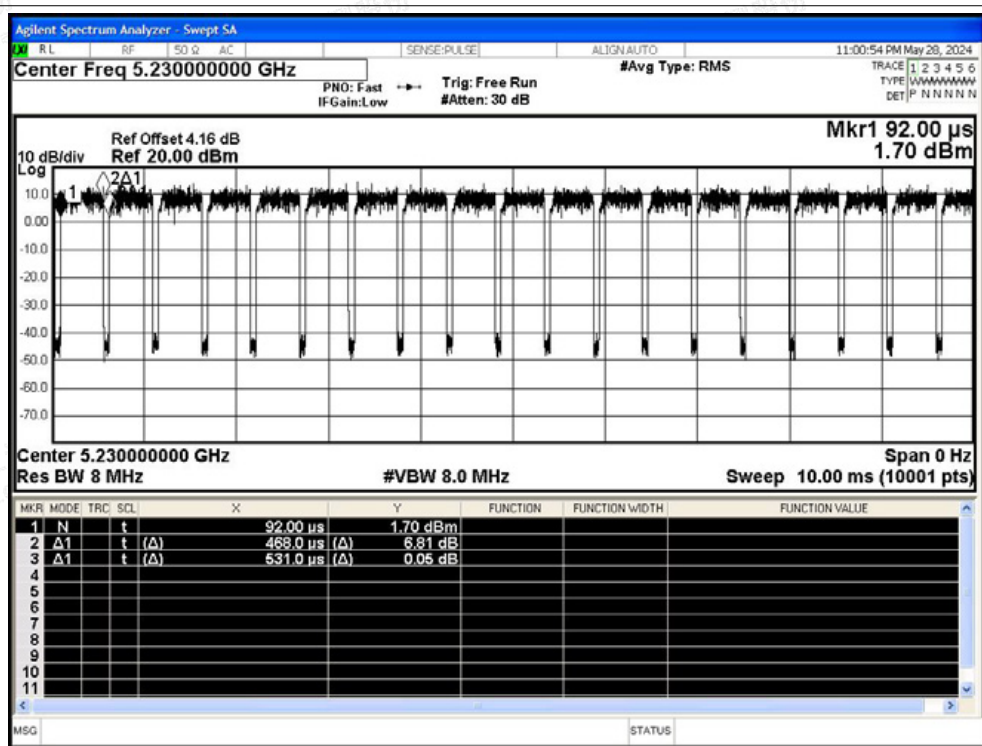 Agilent Spectrum Analyzer - Swept SA
RL RF 50 Ω AC SENSE:PULSE ALIGN AUTO 11:00:54 PM May 28, 2024
Center Freq 5.230000000 GHz #Avg Type: RMS TRACE 1 2 3 4 5 6
PNO: Fast Trig: Free Run TYPE WWWWWW
IFGain:Low #Atten: 30 dB DET P N N N N N
Ref Offset 4.16 dB Mkr1 92.00 µs
10 dB/div Ref 20.00 dBm 1.70 dBm
Log
2Δ1
10.0 1
0.00
-10.0
-20.0
-30.0
-40.0
-50.0
-60.0
-70.0
Center 5.230000000 GHz Span 0 Hz
Res BW 8 MHz #VBW 8.0 MHz Sweep 10.00 ms (10001 pts)
MKR MODE TRC SCL X Y FUNCTION FUNCTION WIDTH FUNCTION VALUE
1 N t 92.00 µs 1.70 dBm
2 Δ1 t (Δ) 468.0 µs (Δ) 6.81 dB
3 Δ1 t (Δ) 531.0 µs (Δ) 0.05 dB
4
5
6
7
8
9
10
11
MSG STATUS